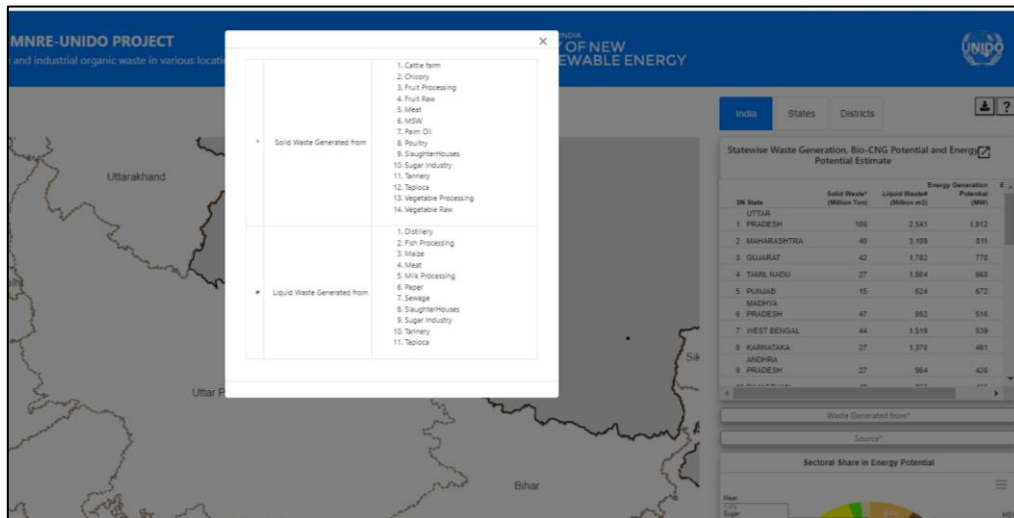 MNRE-UNIDO PROJECT
and industrial organic waste in various locati
INDIA
OF NEW
EWABLE ENERGY
UNIDO
×
* Solid Waste Generated from
1. Cattle farm
2. Chicory
3. Fruit Processing
4. Fruit Raw
5. Meat
6. MSW
7. Palm Oil
8. Poultry
9. SlaughterHouses
10. Sugar Industry
11. Tannery
12. Tapioca
13. Vegetable Processing
14. Vegetable Raw
# Liquid Waste Generated from
1. Distillery
2. Fish Processing
3. Maize
4. Meat
5. Milk Processing
6. Paper
7. Sewage
8. SlaughterHouses
9. Sugar Industry
10. Tannery
11. Tapioca
Uttarakhand
Uttar P
Bihar
Sik
India States Districts
?
Statewise Waste Generation, Bio-CNG Potential and Energy
Potential Estimate
SN State Solid Waste* (Million Ton) Liquid Waste# (Million m3) Energy Generation Potential (MW)
1 UTTAR PRADESH 106 2,541 1,912
2 MAHARASHTRA 40 3,109 811
3 GUJARAT 42 1,782 778
4 TAMIL NADU 27 1,804 660
5 PUNJAB 15 624 672
6 MADHYA PRADESH 47 952 516
7 WEST BENGAL 44 1,519 539
8 KARNATAKA 27 1,370 491
9 ANDHRA PRADESH 27 964 426
Waste Generated from*
Source*
Sectoral Share in Energy Potential
Meat
Sugar